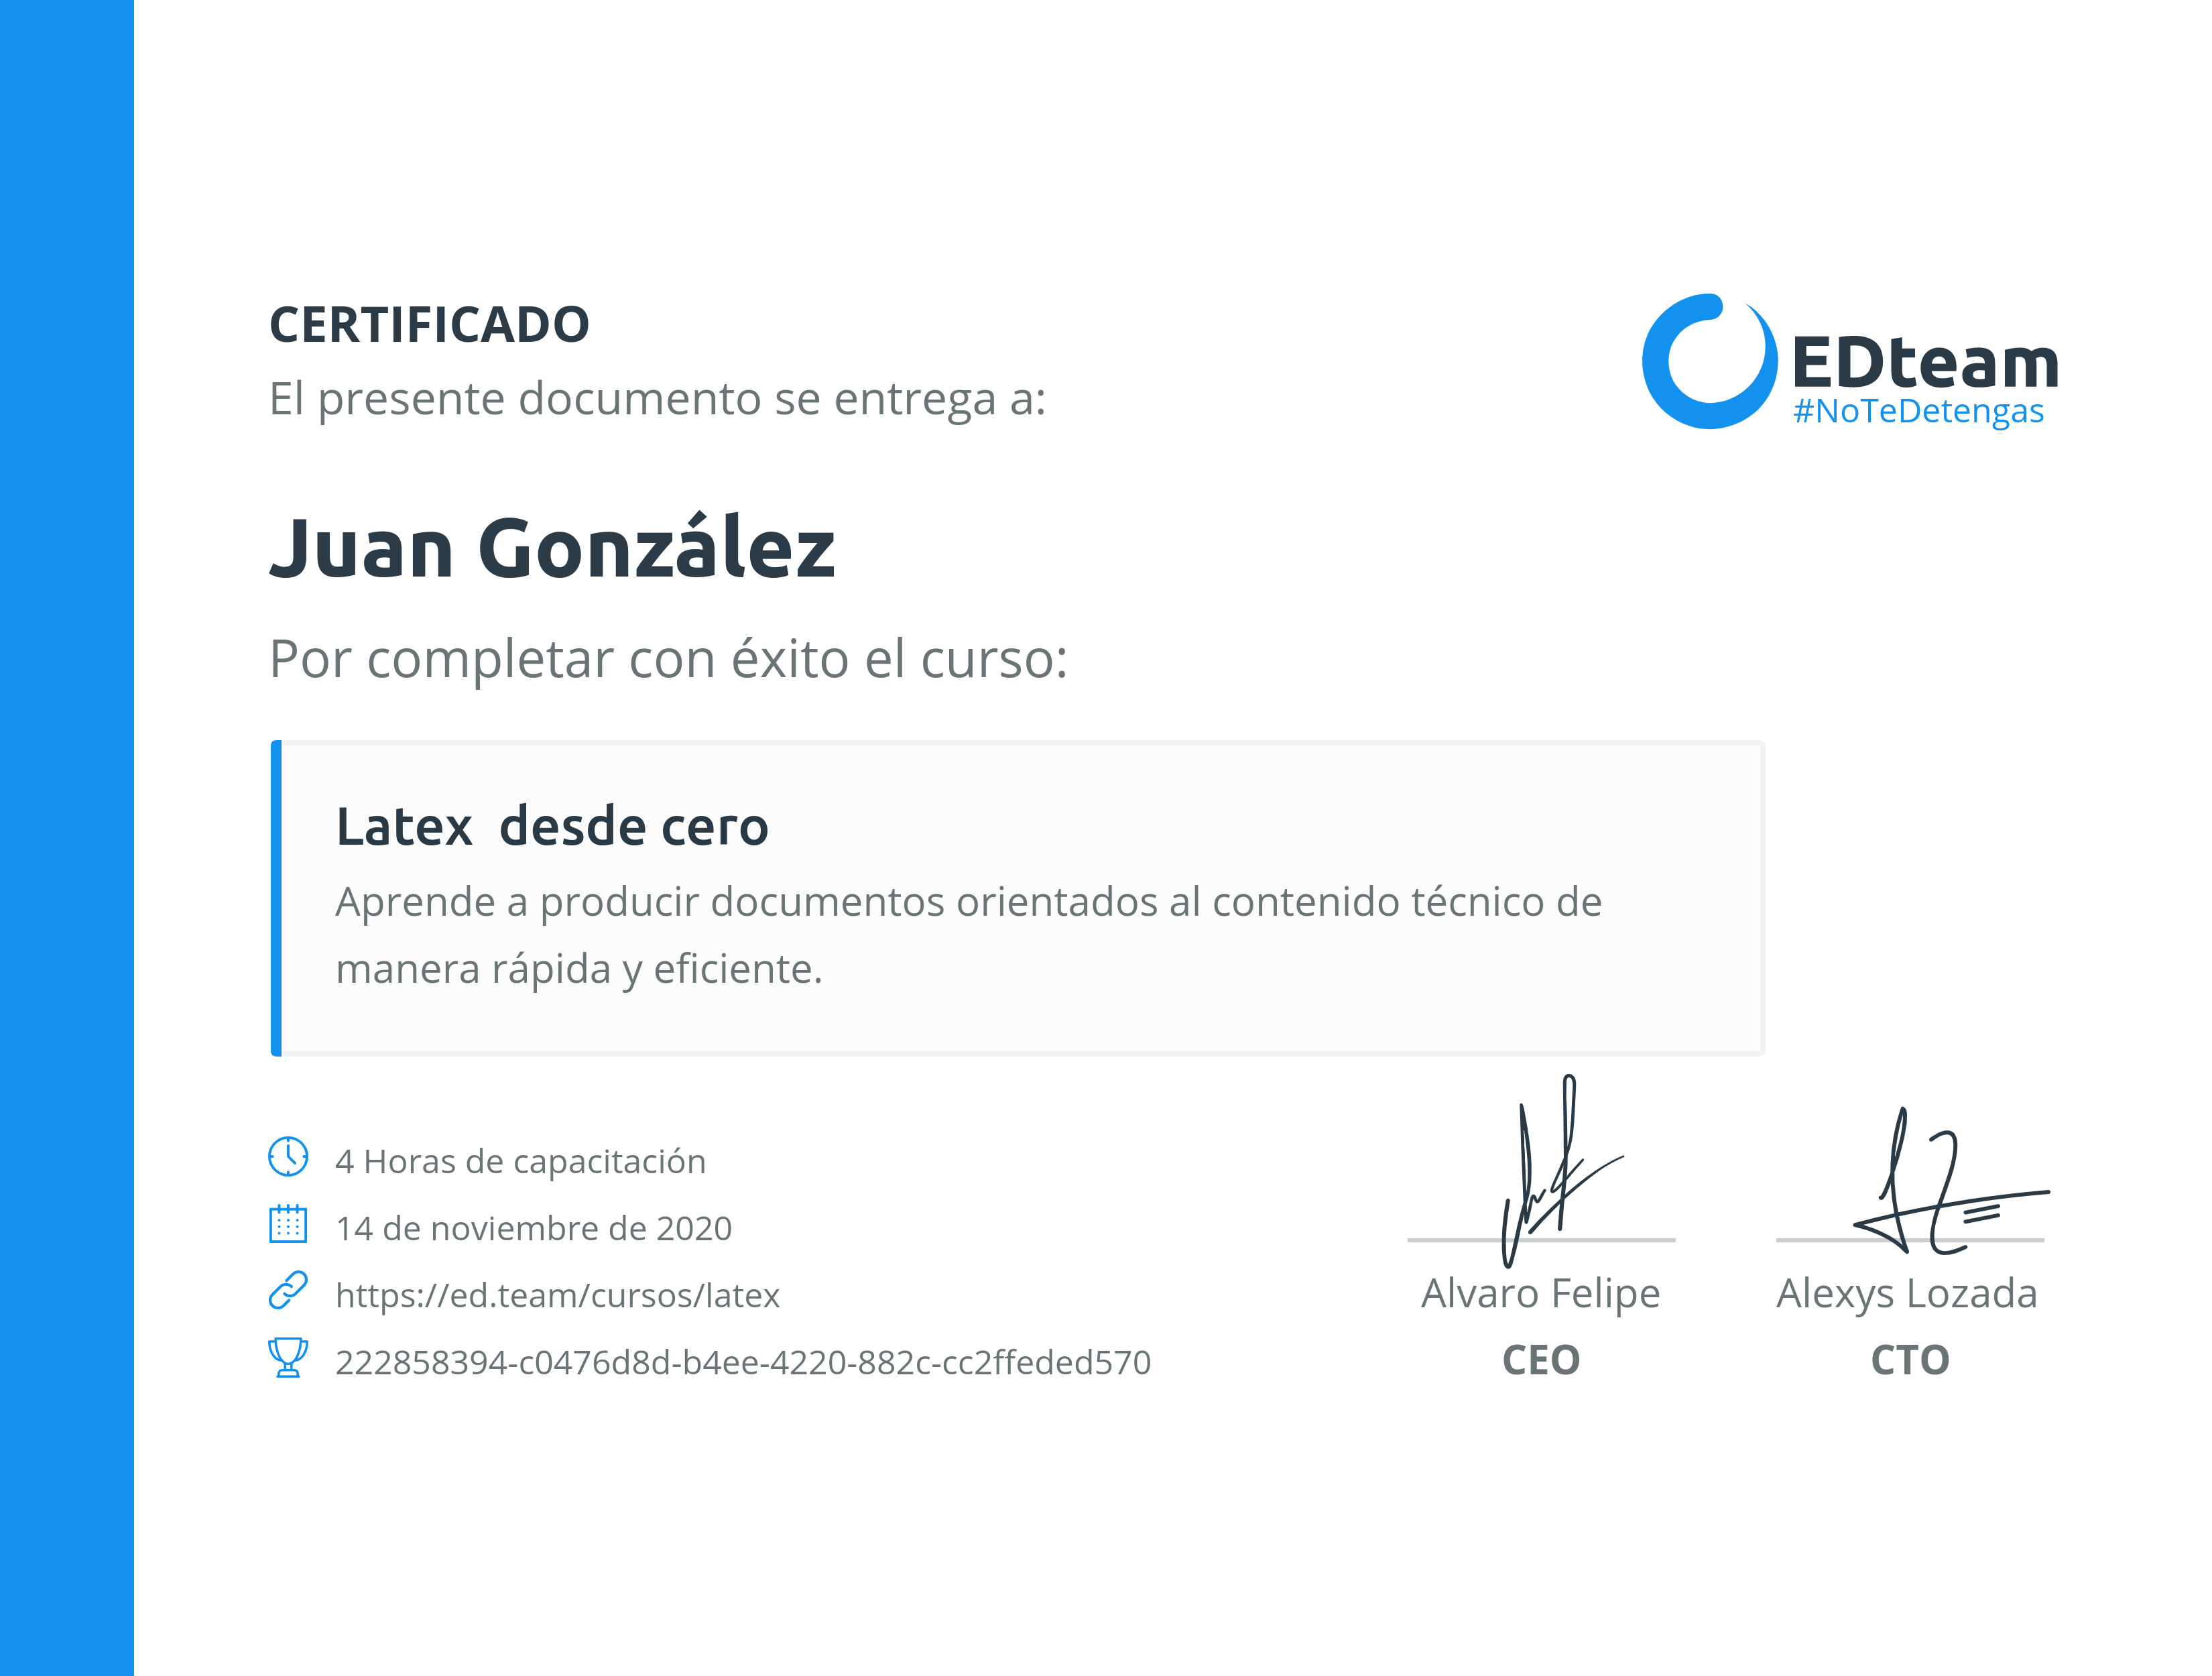 CERTIFICADO
El presente documento se entrega a:
EDteam
#NoTeDetengas
Juan González
Por completar con éxito el curso:
Latex  desde cero
Aprende a producir documentos orientados al contenido técnico de
manera rápida y eficiente.
4 Horas de capacitación
14 de noviembre de 2020
https://ed.team/cursos/latex
222858394-c0476d8d-b4ee-4220-882c-cc2ffeded570
Alvaro Felipe
CEO
Alexys Lozada
CTO